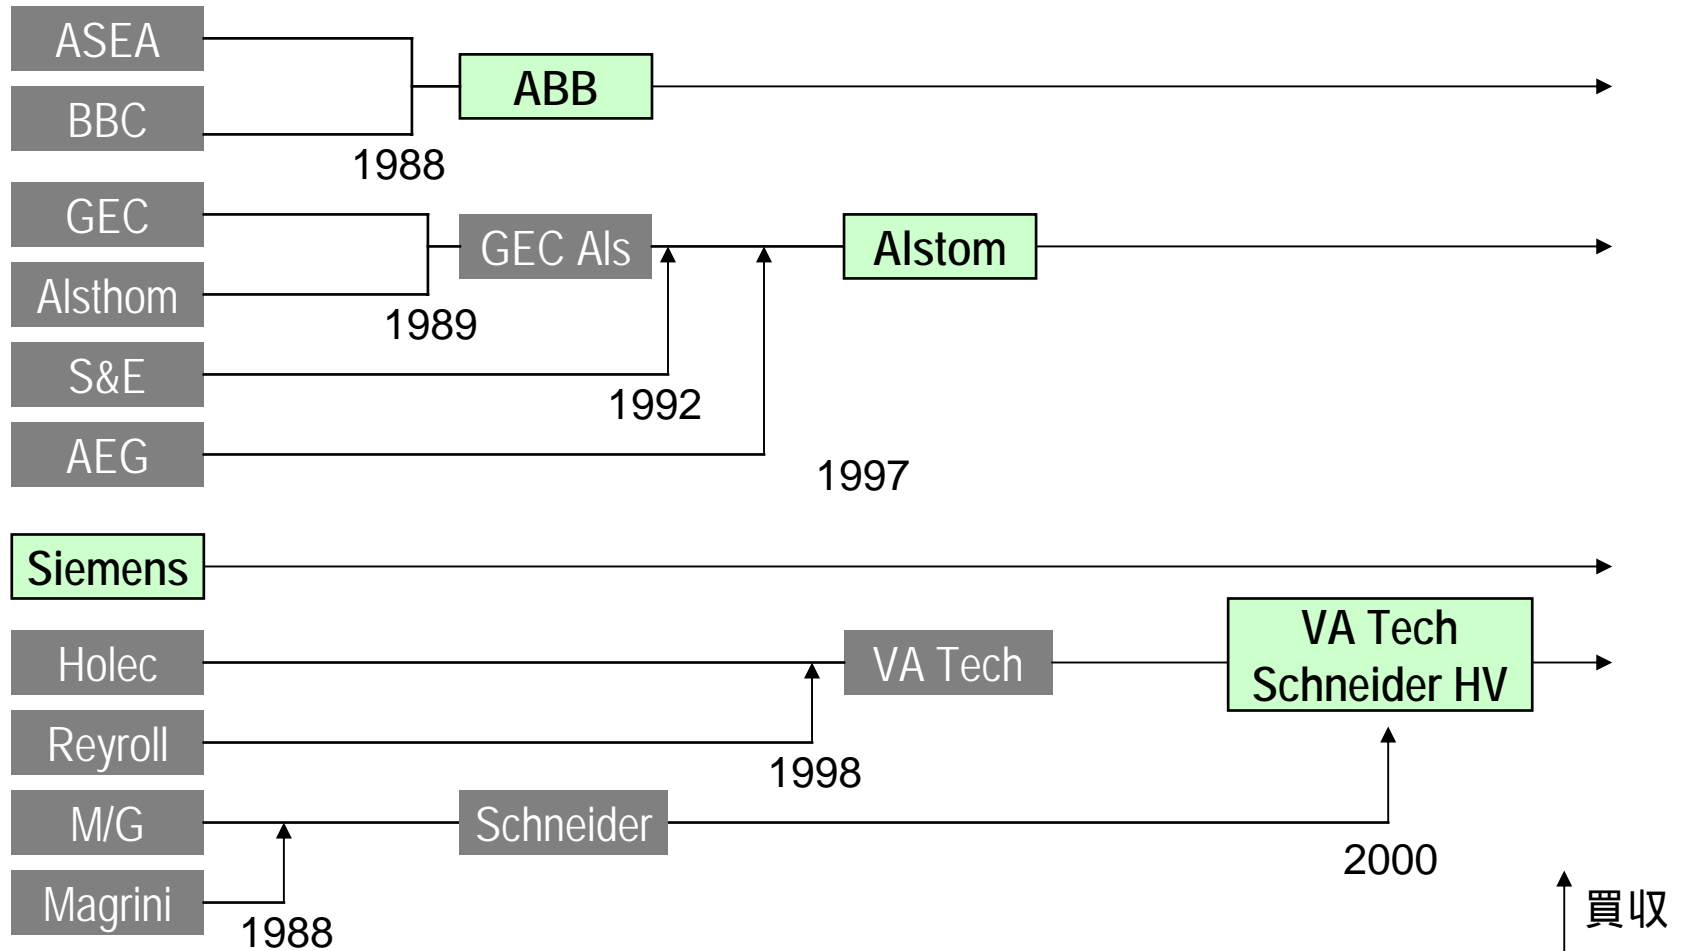 ASEA
ABB
BBC
1988
GEC
GEC Als
Alstom
Alsthom
1989
S&E
1992
AEG
1997
Siemens
Holec
VA Tech
VA Tech
Schneider HV
Reyroll
1998
M/G
Schneider
2000
Magrini
1988
買収